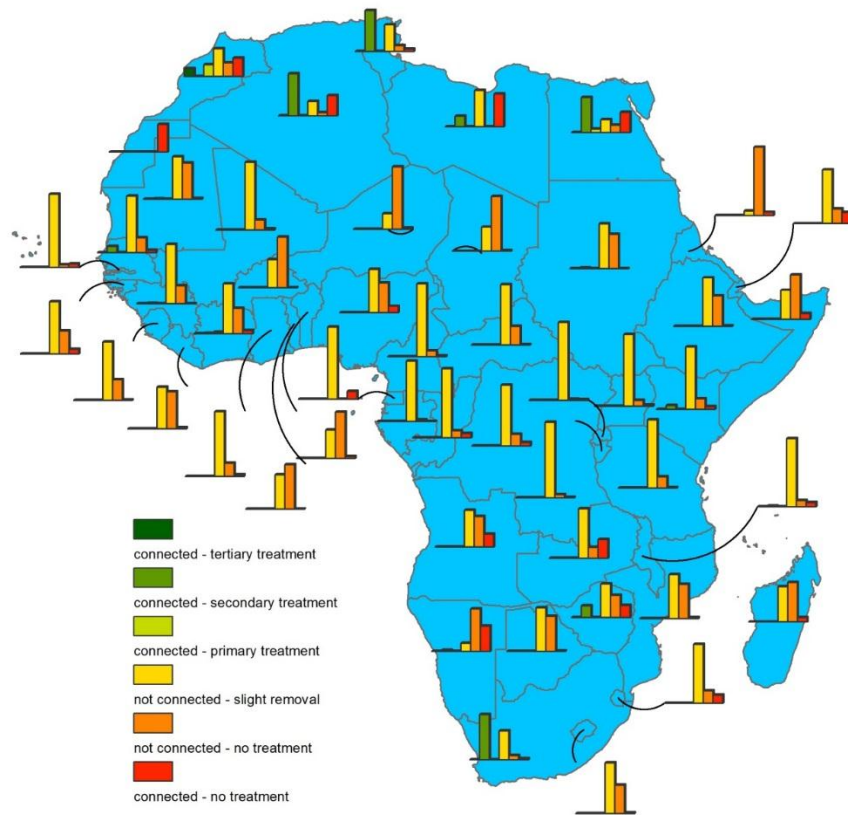 connected - tertiary treatment
connected - secondary treatment
connected - primary treatment
not connected - slight removal
not connected - no treatment
connected - no treatment